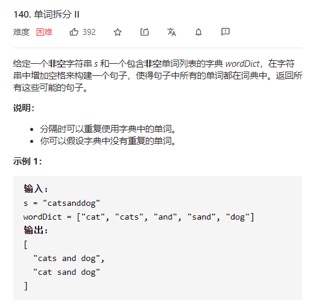 140. 单词拆分 II
难度 困难 392
给定一个非空字符串 s 和一个包含非空单词列表的字典 wordDict，在字符
串中增加空格来构建一个句子，使得句子中所有的单词都在词典中。返回所
有这些可能的句子。
说明：
• 分隔时可以重复使用字典中的单词。
• 你可以假设字典中没有重复的单词。
示例 1：
输入:
s = "catsanddog"
wordDict = ["cat", "cats", "and", "sand", "dog"]
输出:
[
"cats and dog",
"cat sand dog"
]